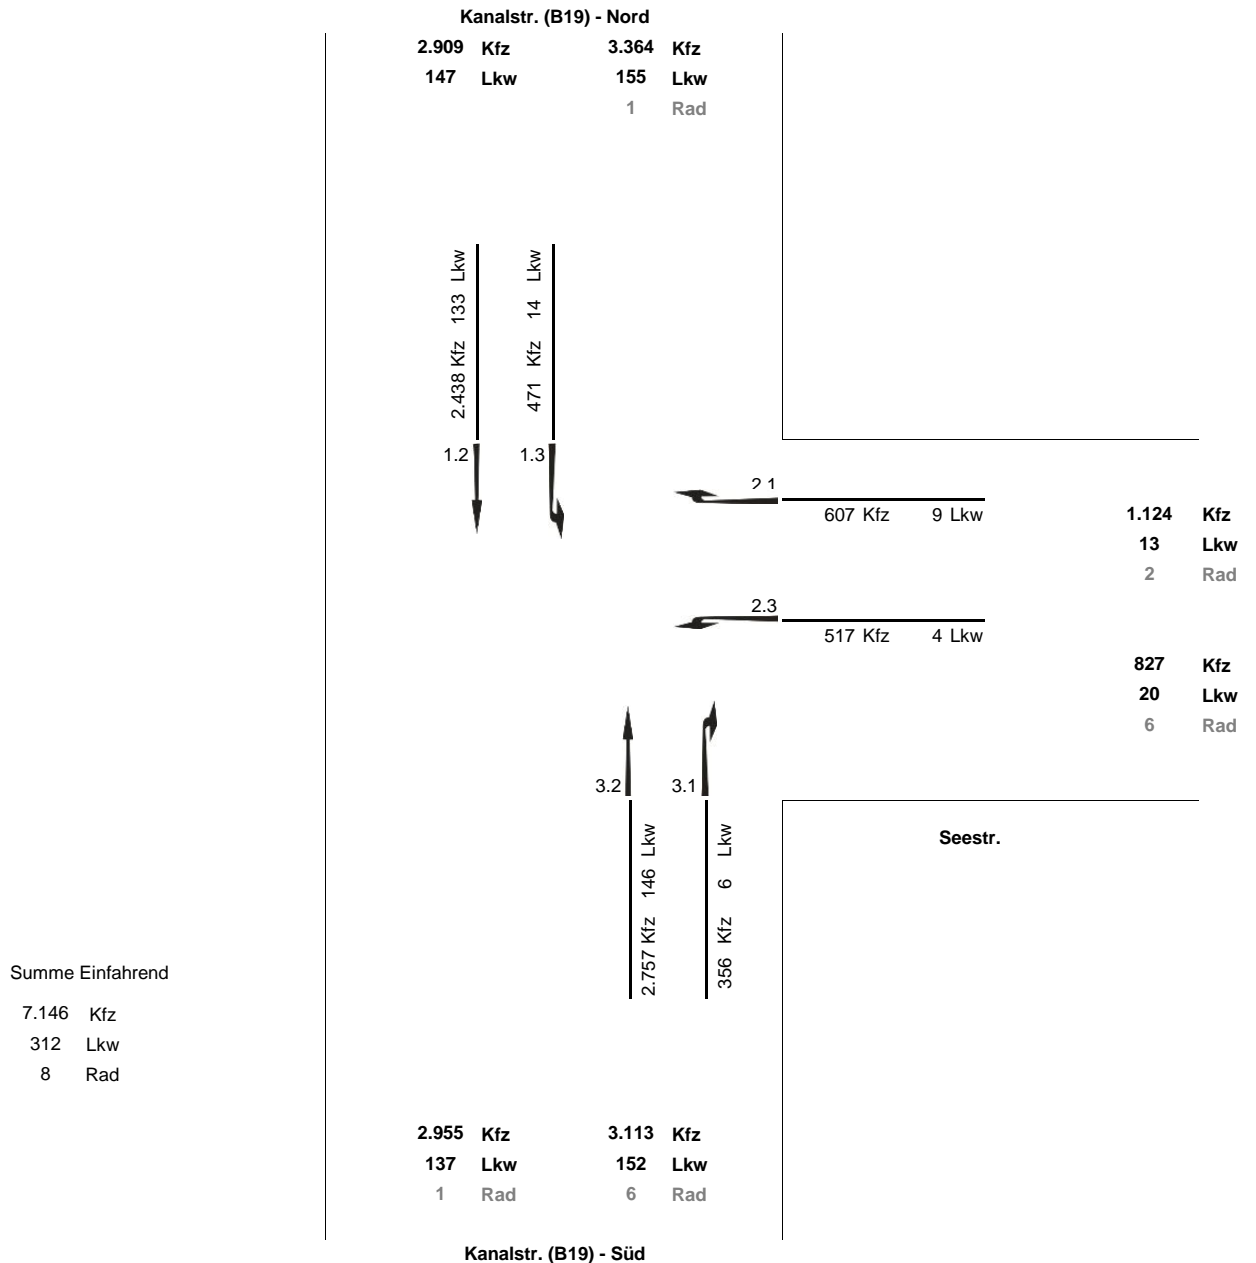 Kanalstr. (B19) - Nord
2.909 Kfz 3.364 Kfz
147 Lkw 155 Lkw
1 Rad
2.438 Kfz 133 Lkw
471 Kfz 14 Lkw
1.2
1.3
2.1
607 Kfz 9 Lkw
1.124 Kfz
13 Lkw
2 Rad
2.3
517 Kfz 4 Lkw
827 Kfz
20 Lkw
6 Rad
3.2
3.1
2.757 Kfz 146 Lkw
356 Kfz 6 Lkw
Seestr.
Summe Einfahrend
7.146 Kfz
312 Lkw
8 Rad
2.955 Kfz 3.113 Kfz
137 Lkw 152 Lkw
1 Rad 6 Rad
Kanalstr. (B19) - Süd